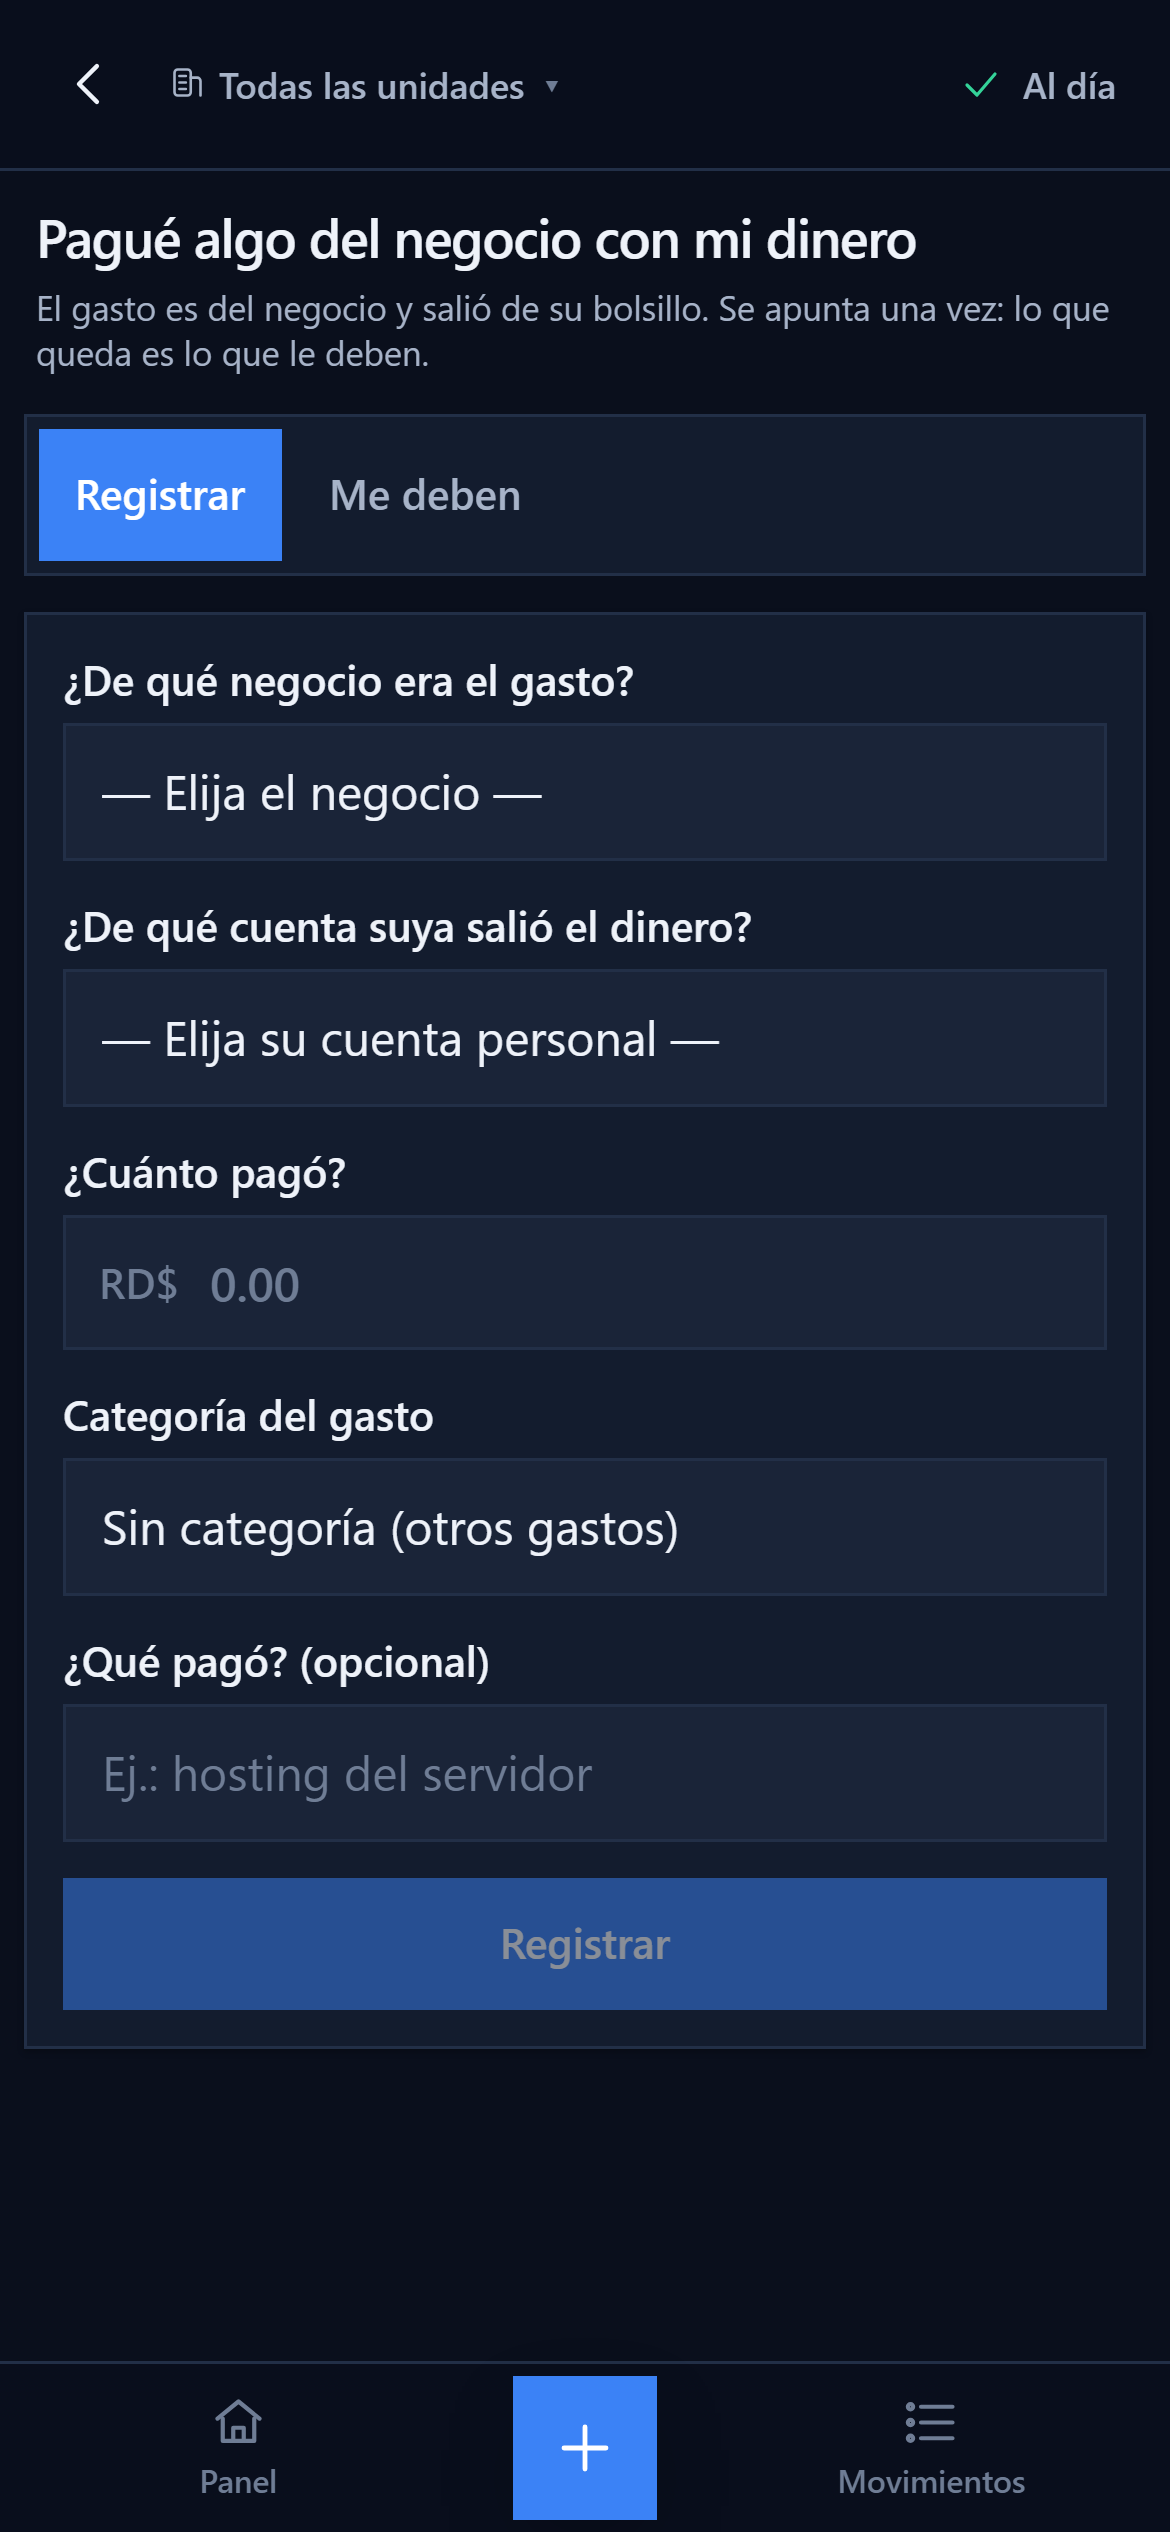 Todas las unidades ▼
Al día
Pagué algo del negocio con mi dinero
El gasto es del negocio y salió de su bolsillo. Se apunta una vez: lo que
queda es lo que le deben.
Registrar
Me deben
¿De qué negocio era el gasto?
— Elija el negocio —
¿De qué cuenta suya salió el dinero?
— Elija su cuenta personal —
¿Cuánto pagó?
RD$ 0.00
Categoría del gasto
Sin categoría (otros gastos)
¿Qué pagó? (opcional)
Ej.: hosting del servidor
Registrar
Panel
Movimientos